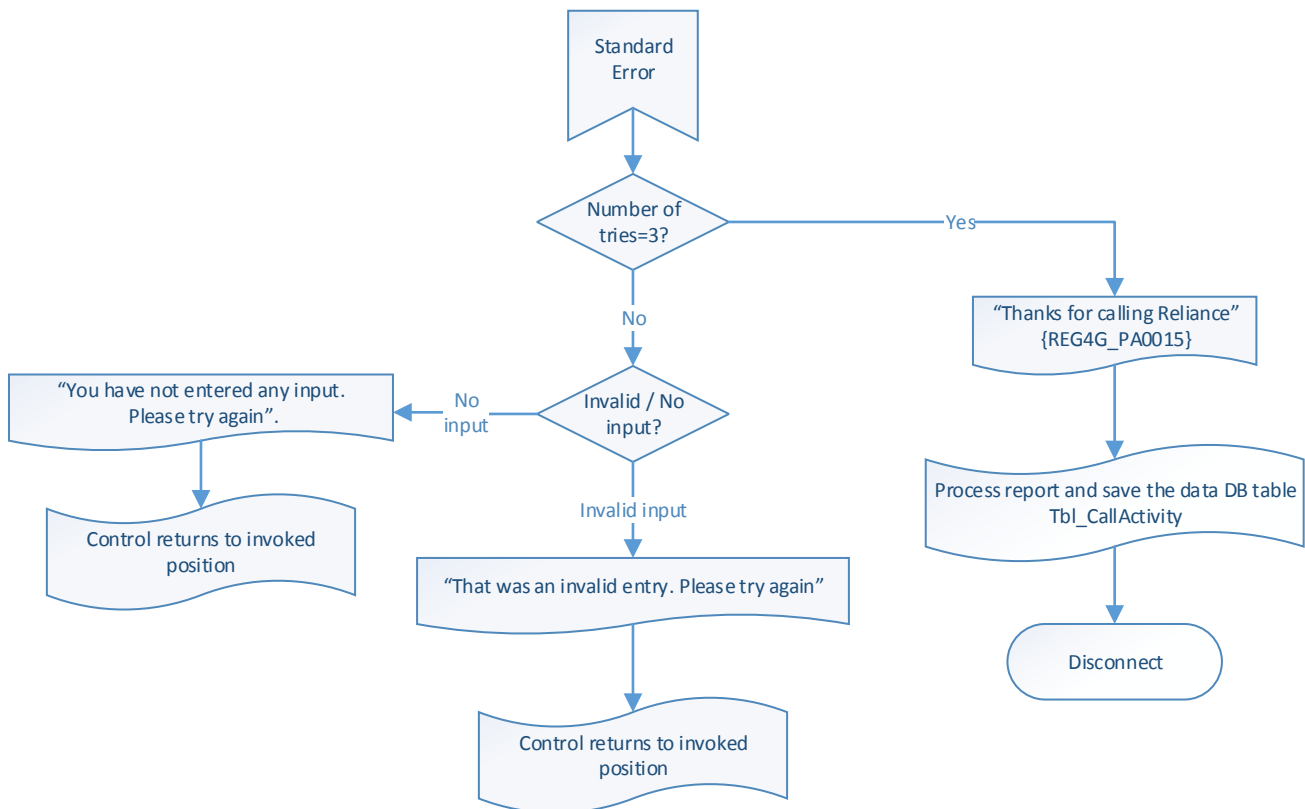 Standard
Error
Number of
tries=3?
Yes
No
“Thanks for calling Reliance”
{REG4G_PA0015}
“You have not entered any input.
Please try again”.
No
input
Invalid / No
input?
Process report and save the data DB table
Tbl_CallActivity
Invalid input
Control returns to invoked
position
“That was an invalid entry. Please try again”
Disconnect
Control returns to invoked
position